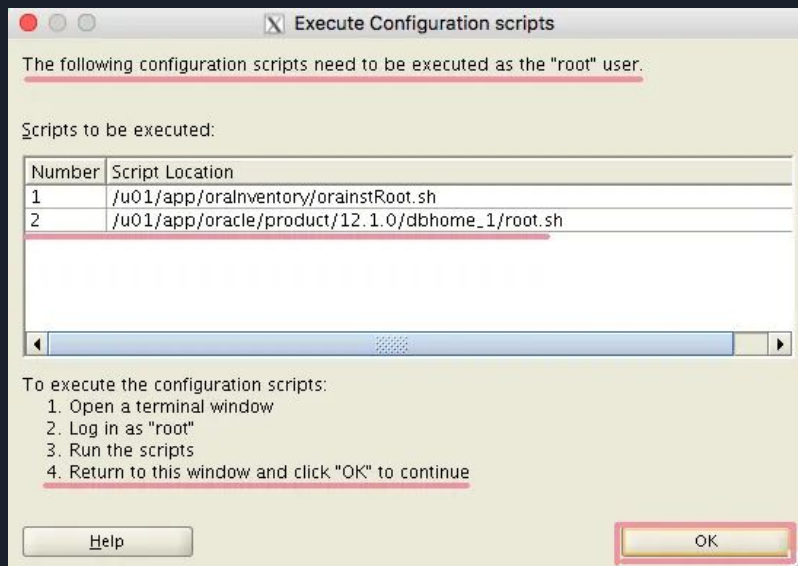 Execute Configuration scripts
The following configuration scripts need to be executed as the "root" user.
Scripts to be executed:
Number Script Location
1 /u01/app/oraInventory/orainstRoot.sh
2 /u01/app/oracle/product/12.1.0/dbhome_1/root.sh
To execute the configuration scripts:
1. Open a terminal window
2. Log in as "root"
3. Run the scripts
4. Return to this window and click "OK" to continue
Help OK